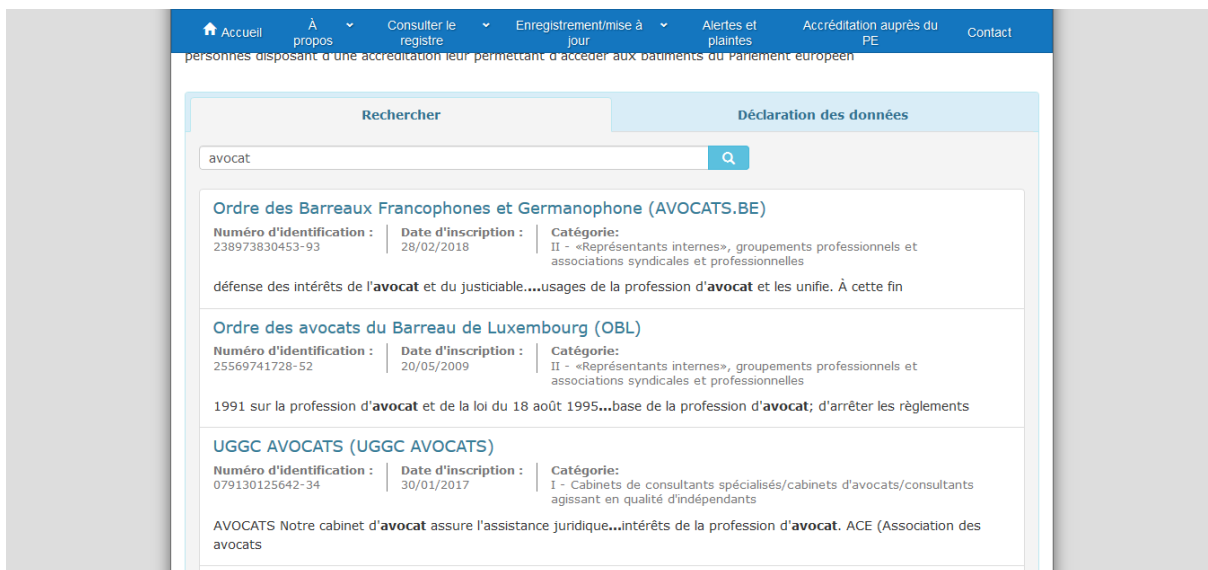 Accueil
À propos
Consulter le registre
Enregistrement/mise à jour
Alertes et plaintes
Accréditation auprès du PE
Contact
personnes disposant d'une accréditation leur permettant d'accéder aux bâtiments du Parlement européen
Rechercher
Déclaration des données
avocat
Ordre des Barreaux Francophones et Germanophone (AVOCATS.BE)
Numéro d'identification :
238973830453-93
Date d'inscription :
28/02/2018
Catégorie:
II - «Représentants internes», groupements professionnels et
associations syndicales et professionnelles
défense des intérêts de l'avocat et du justiciable....usages de la profession d'avocat et les unifie. À cette fin
Ordre des avocats du Barreau de Luxembourg (OBL)
Numéro d'identification :
25569741728-52
Date d'inscription :
20/05/2009
Catégorie:
II - «Représentants internes», groupements professionnels et
associations syndicales et professionnelles
1991 sur la profession d'avocat et de la loi du 18 août 1995...base de la profession d'avocat; d'arrêter les règlements
UGGC AVOCATS (UGGC AVOCATS)
Numéro d'identification :
079130125642-34
Date d'inscription :
30/01/2017
Catégorie:
I - Cabinets de consultants spécialisés/cabinets d'avocats/consultants
agissant en qualité d'indépendants
AVOCATS Notre cabinet d'avocat assure l'assistance juridique...intérêts de la profession d'avocat. ACE (Association des
avocats